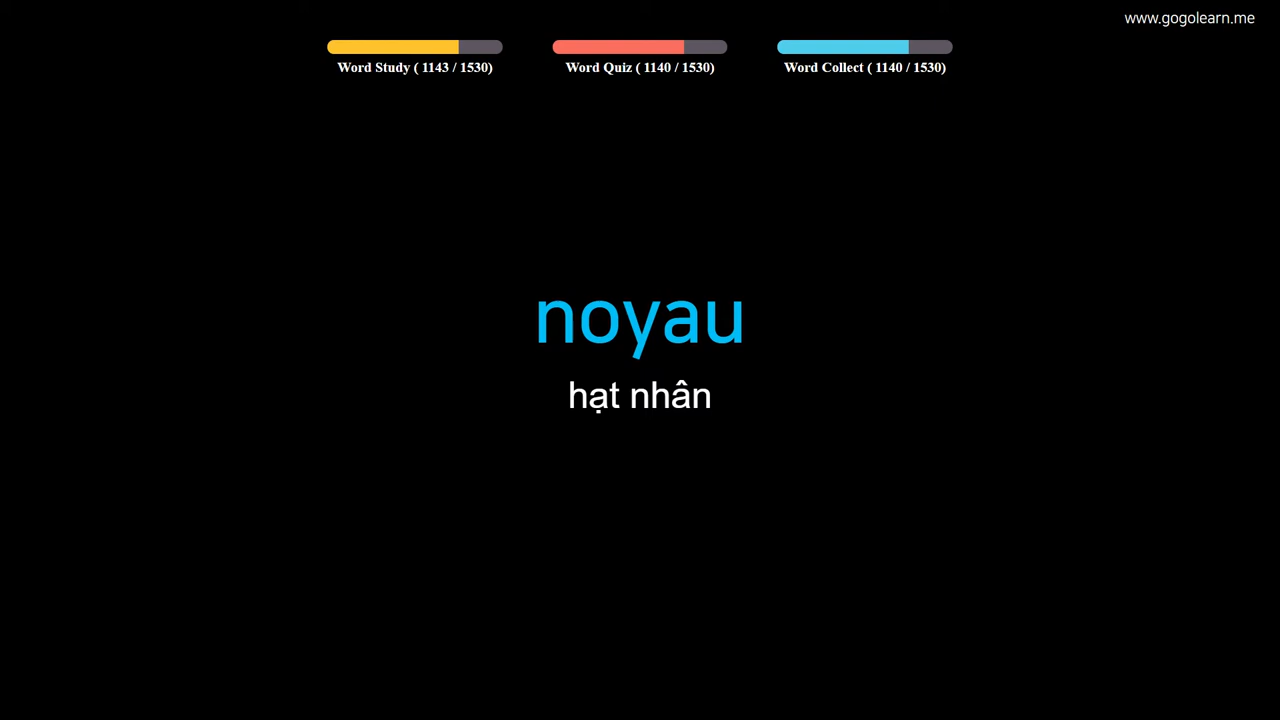 www.gogolearn.me
Word Study ( 1143 / 1530)
Word Quiz ( 1140 / 1530)
Word Collect ( 1140 / 1530)
noyau
hạt nhân